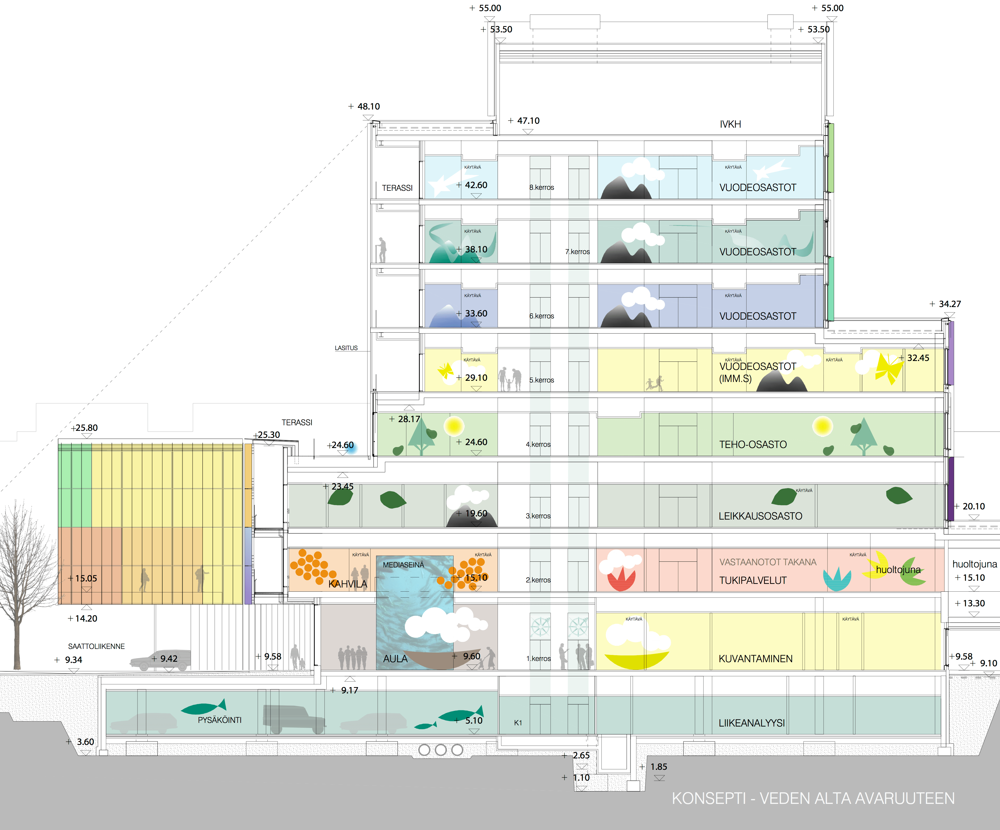 + 55.00
+ 55.00
+ 53.50
+ 53.50
+ 48.10
+ 47.10
IVKH
KÄYTÄVÄ
KÄYTÄVÄ
TERASSI
+ 42.60
8.kerros
VUODEOSASTOT
KÄYTÄVÄ
KÄYTÄVÄ
+ 38.10
7.kerros
VUODEOSASTOT
KÄYTÄVÄ
KÄYTÄVÄ
+ 34.27
+ 33.60
6.kerros
VUODEOSASTOT
LASITUS
KÄYTÄVÄ
KÄYTÄVÄ
KÄYTÄVÄ
+ 32.45
+ 29.10
5.kerros
VUODEOSASTOT
(IMM.S)
+ 28.17
TERASSI
+25.80
+25.30
+24.60
+ 24.60
4.kerros
TEHO-OSASTO
+ 23.45
KÄYTÄVÄ
+ 19.60
3.kerros
LEIKKAUSOSASTO
+ 20.10
KÄYTÄVÄ
KÄYTÄVÄ
KÄYTÄVÄ
MEDIASEINÄ
VASTAANOTOT TAKANA
huoltojuna
huoltojuna
+ 15.05
KAHVILA
+ 15.10
2.kerros
TUKIPALVELUT
+ 15.10
+ 13.30
+ 14.20
KÄYTÄVÄ
KÄYTÄVÄ
SAATTOLIIKENNE
+ 9.34
+ 9.42
+ 9.58
AULA
+ 9.60
1.kerros
KUVANTAMINEN
+9.58
+ 9.10
+ 9.17
PYSÄKÖINTI
+ 5.10
K1
LIIKEANALYYSI
+ 3.60
+ 2.65
+ 1.85
+ 1.10
KONSEPTI - VEDEN ALTA AVARUUTEEN